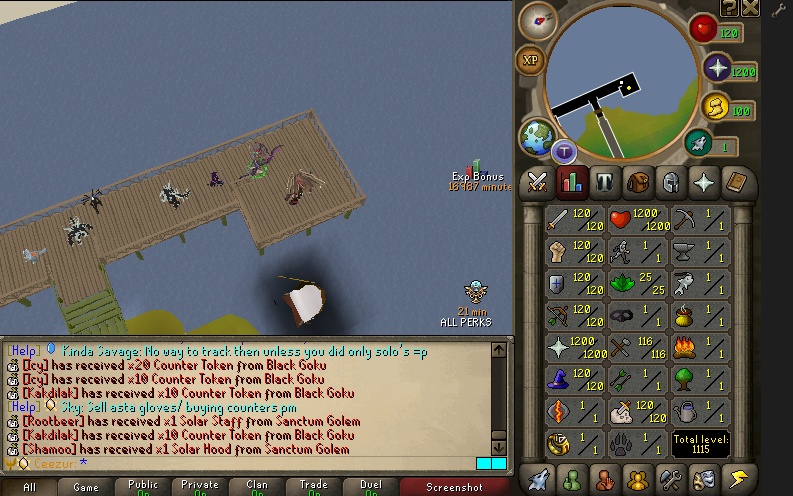 ? X
120
XP
1200
100
T
1
Exp Bonus
16987 minute
21 min
ALL PERKS
120 120 1200 1200 1 1
120 120 1 1 1 1
120 120 25 25 1 1
120 120 1 1 1 1
1200 1200 116 116 1 1
120 120 1 1 1 1
1 1 120 120 1 1
1 1 1 1 Total level: 1115
[Help] Kinda Savage: No way to track then unless you did only solo's =p
[Icy] has received x20 Counter Token from Black Goku
[Icy] has received x10 Counter Token from Black Goku
[Kakdilak] has received x10 Counter Token from Black Goku
[Help] Sky: Sell asta gloves/ buying counters pm
[Rootbeer] has received x1 Solar Staff from Sanctum Golem
[Kakdilak] has received x10 Counter Token from Black Goku
[Shamoo] has received x1 Solar Hood from Sanctum Golem
Ceezur *
All Game Public On Private On Clan On Trade On Duel On Screenshot